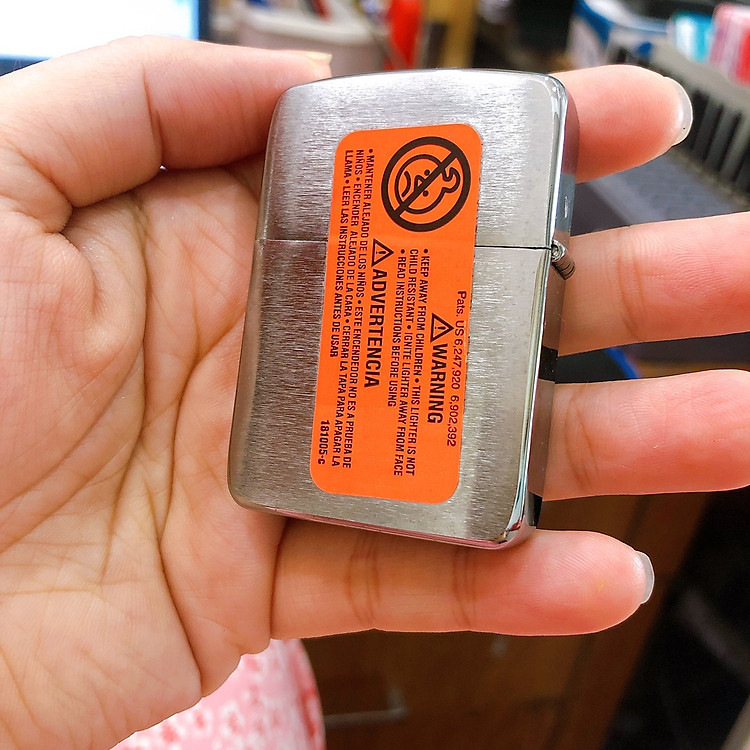 Pats. US 6,247,920 6,902,392
WARNING
• KEEP AWAY FROM CHILDREN • THIS LIGHTER IS NOT
CHILD RESISTANT • IGNITE LIGHTER AWAY FROM FACE
• READ INSTRUCTIONS BEFORE USING
ADVERTENCIA
• MANTENER ALEJADO DE LOS NIÑOS • ESTE ENCENDEDOR NO ES A PRUEBA DE
NIÑOS • ENCENDER ALEJADO DE LA CARA • CERRAR LA TAPA PARA APAGAR LA
LLAMA • LEER LAS INSTRUCCIONES ANTES DE USAR
181005-C